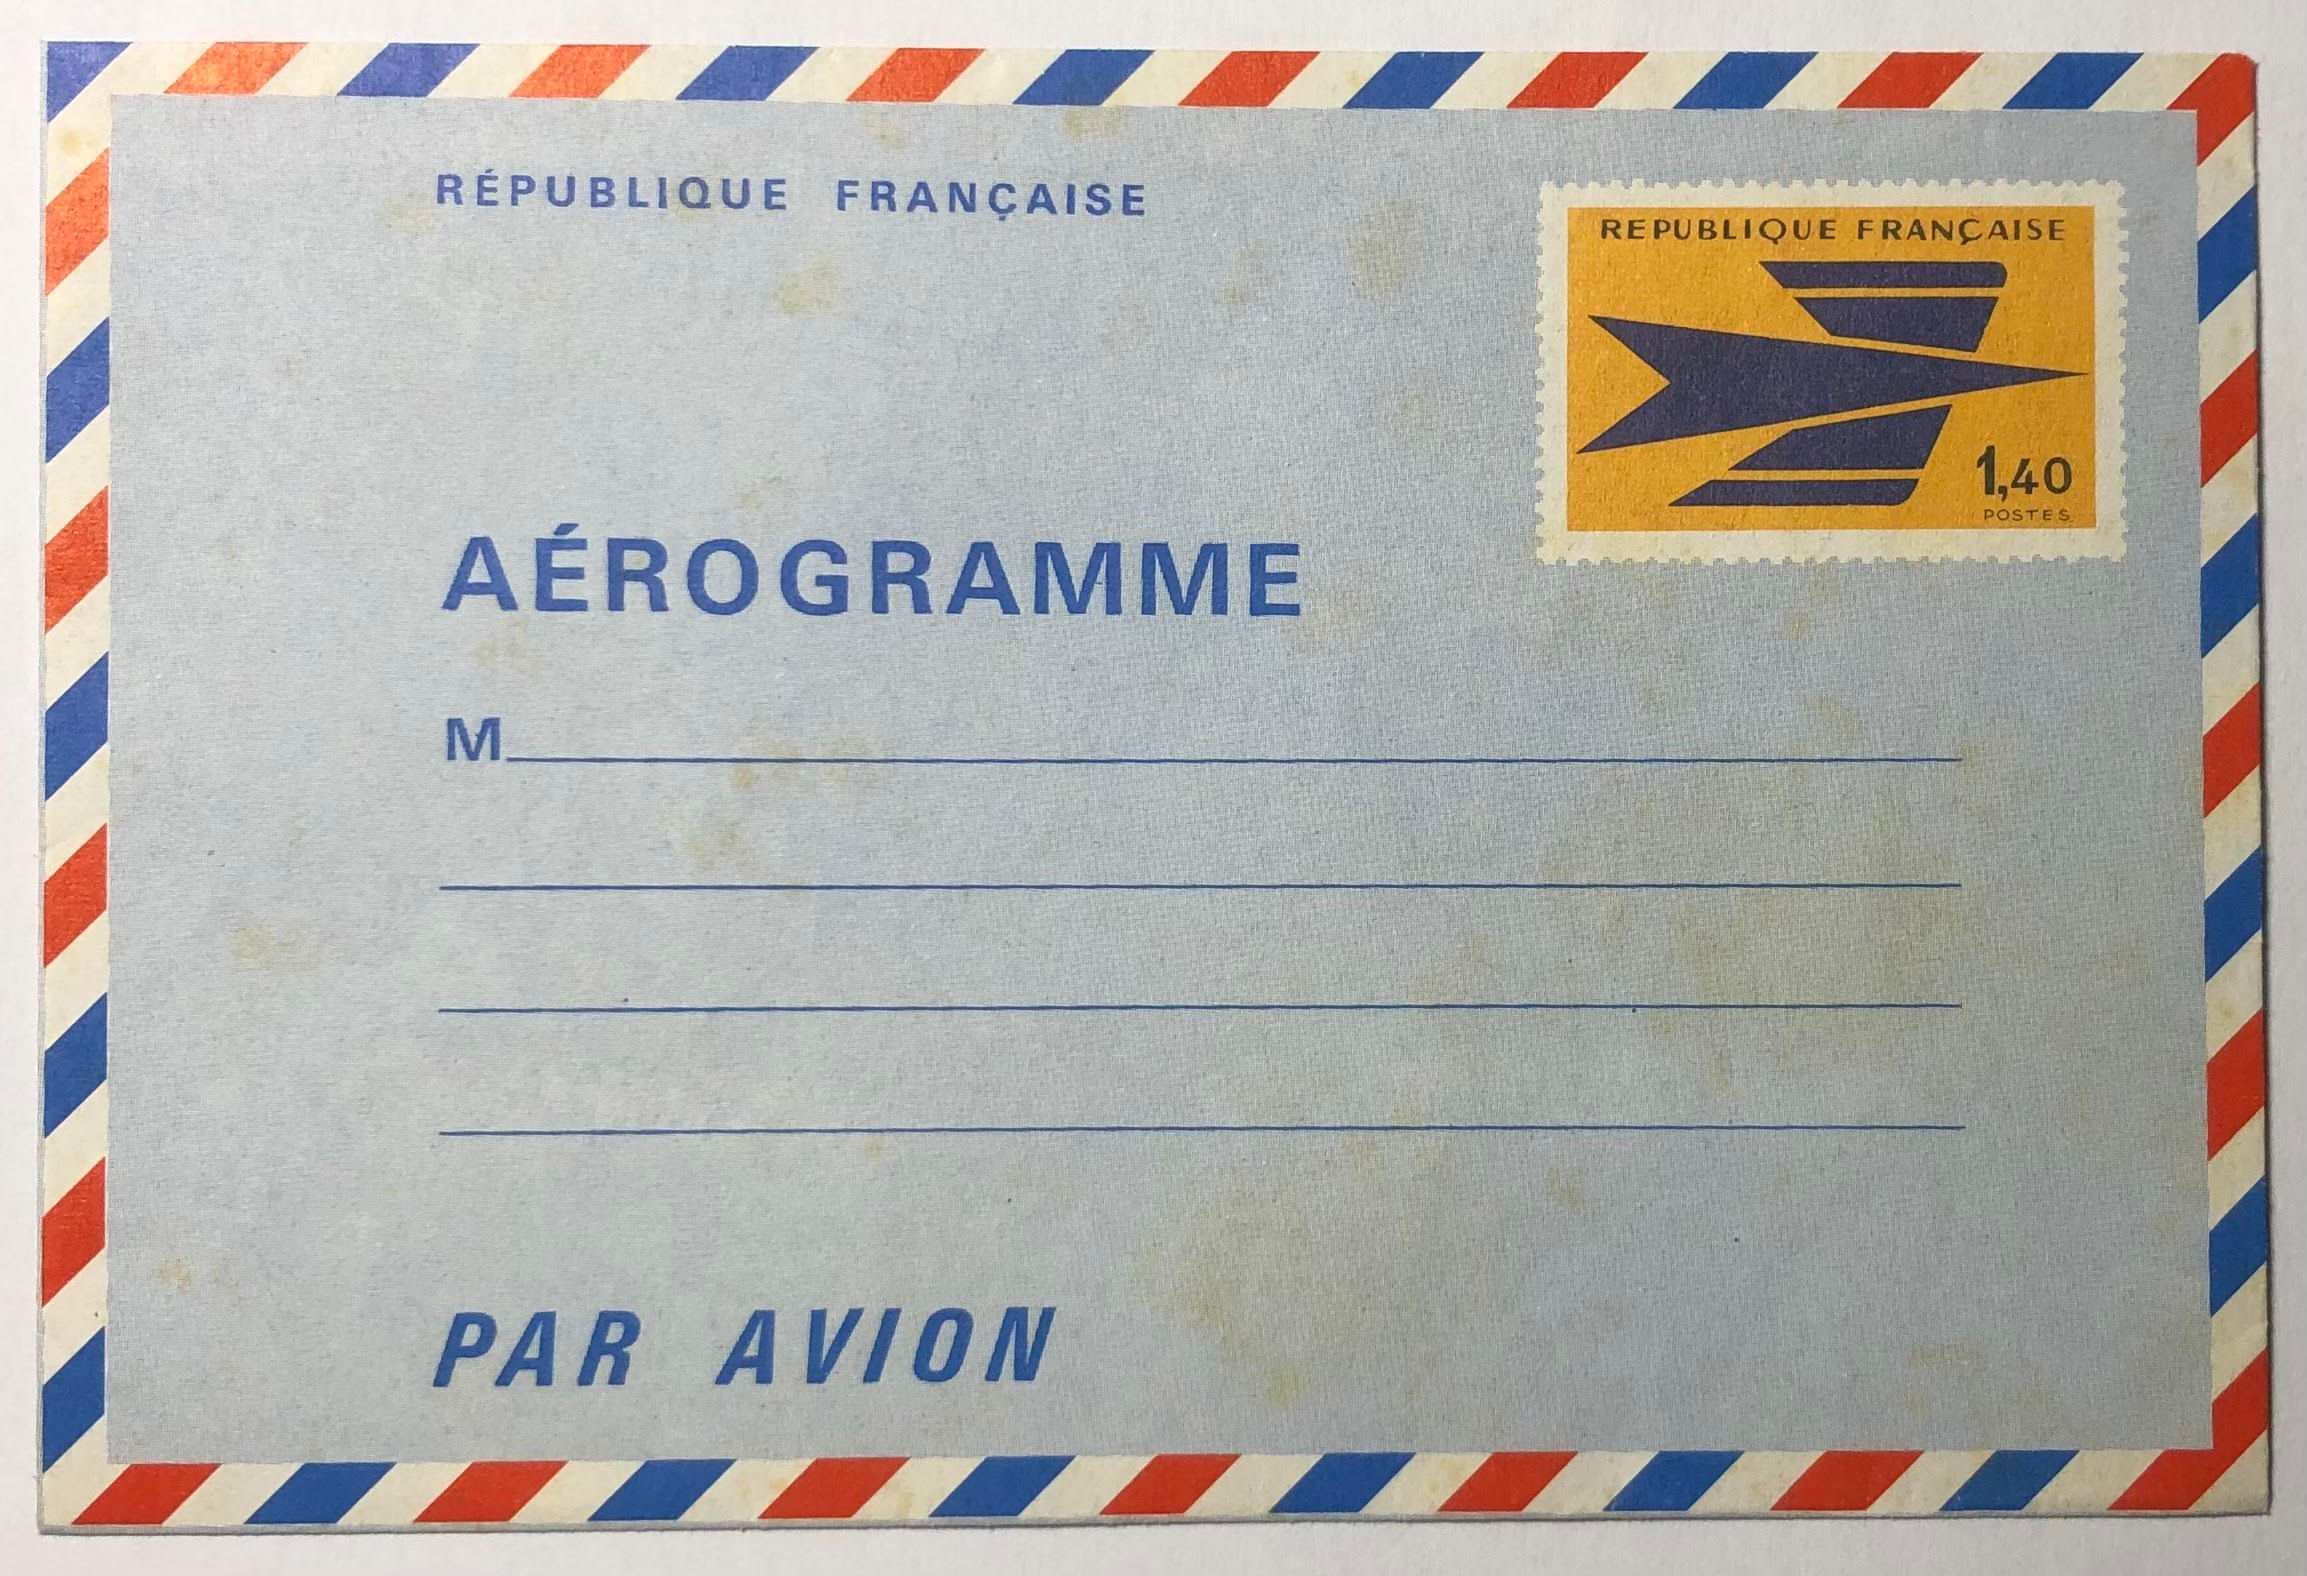 RÉPUBLIQUE FRANÇAISE
REPUBLIQUE FRANÇAISE
1,40
POSTES
AÉROGRAMME
M
PAR AVION